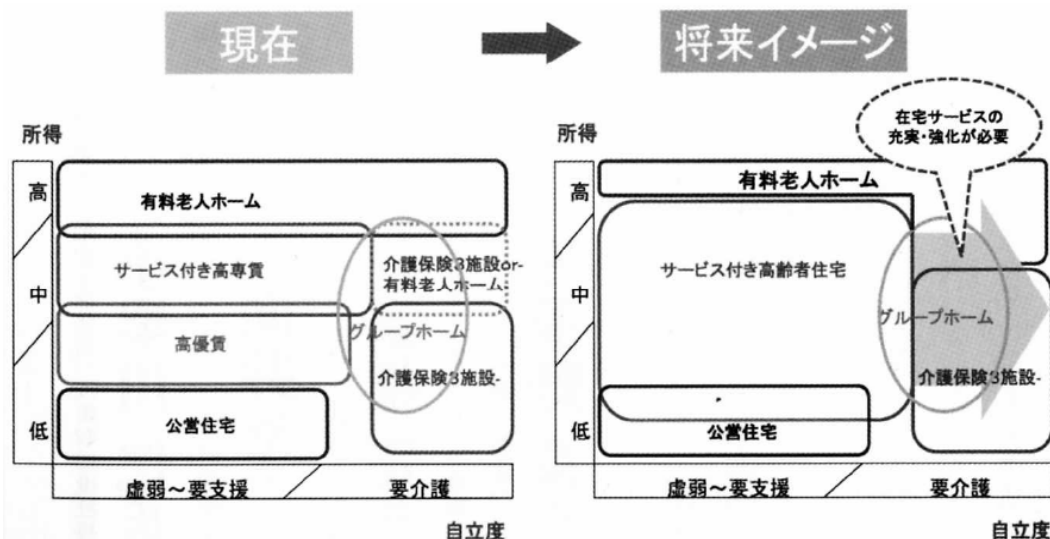 現在
将来イメージ
所得
高
中
低
有料老人ホーム
サービス付き高専賃
介護保険3施設or-
有料老人ホーム
高優賃
グループホーム
介護保険3施設-
公営住宅
虚弱～要支援
要介護
自立度
在宅サービスの
充実・強化が必要
所得
高
中
低
有料老人ホーム
サービス付き高齢者住宅
グループホーム
介護保険3施設-
公営住宅
虚弱～要支援
要介護
自立度